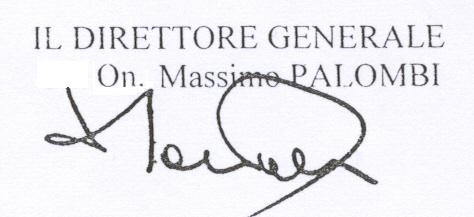 IL DIRETTORE GENERALE
On. Massimo PALOMBI